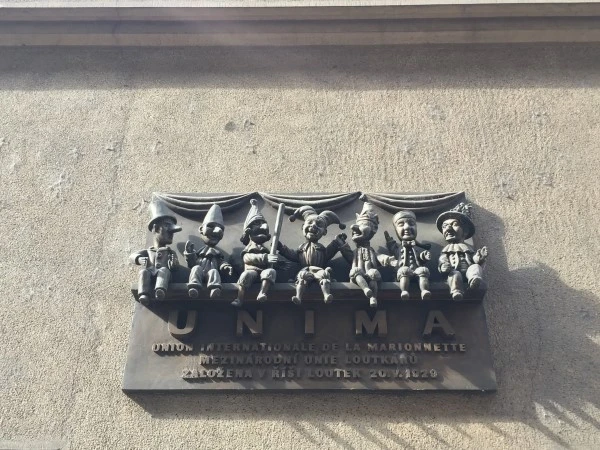 UNIMA
UNION INTERNATIONALE DE LA MARIONNETTE
MEZINÁRODNÍ UNIE LOUTKÁŘŮ
ZALOŽENA V ŘÍŠI LOUTEK 20.V.1929